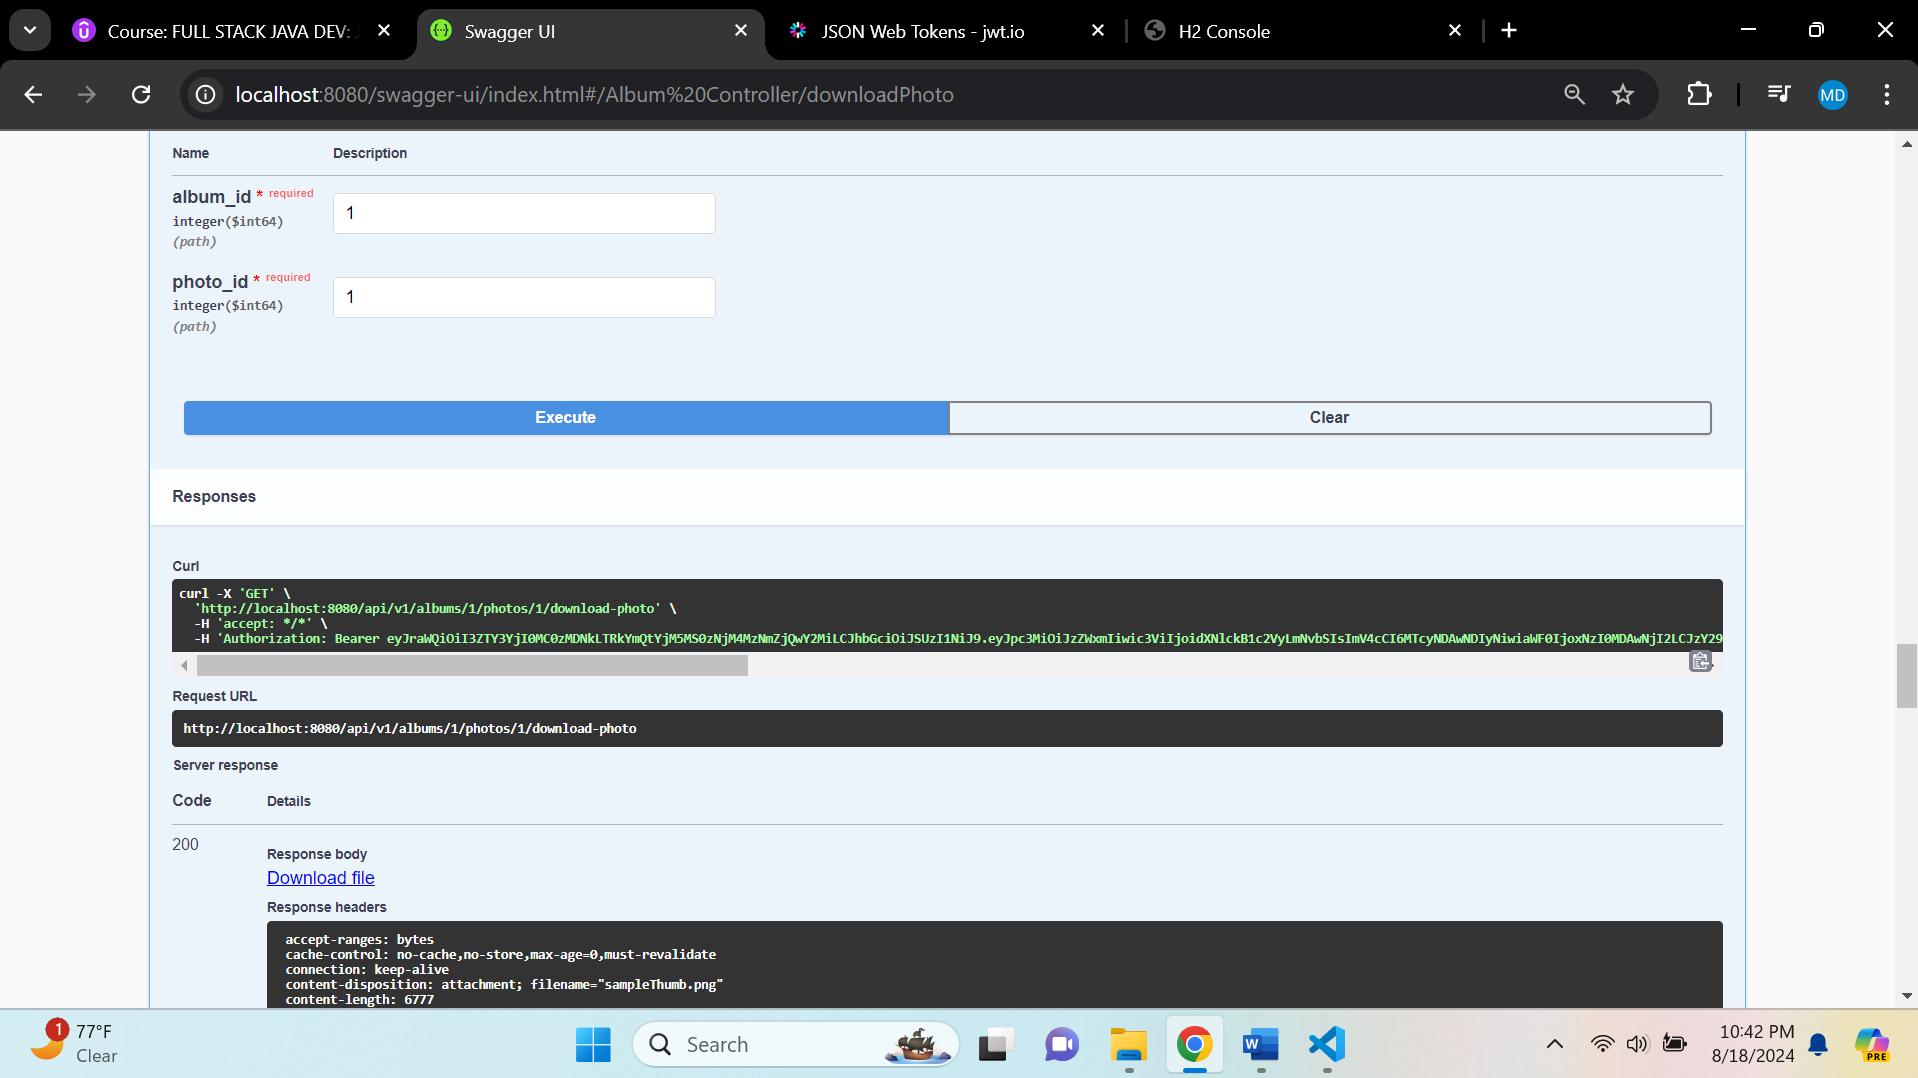 Course: FULL STACK JAVA DEV: J
Swagger UI
JSON Web Tokens - jwt.io
H2 Console
localhost:8080/swagger-ui/index.html#/Album%20Controller/downloadPhoto
MD
Name Description
album_id * required
1
integer($int64)
(path)
photo_id * required
1
integer($int64)
(path)
Execute Clear
Responses
Curl
curl -X 'GET' \
'http://localhost:8080/api/v1/albums/1/photos/1/download-photo' \
-H 'accept: */*' \
-H 'Authorization: Bearer
Request URL
http://localhost:8080/api/v1/albums/1/photos/1/download-photo
Server response
Code Details
200
Response body
Download file
Response headers
accept-ranges: bytes
cache-control: no-cache,no-store,max-age=0,must-revalidate
connection: keep-alive
content-disposition: attachment; filename="sampleThumb.png"
content-length: 6777
1
77°F
Clear
Search
W
10:42 PM
8/18/2024
PRE